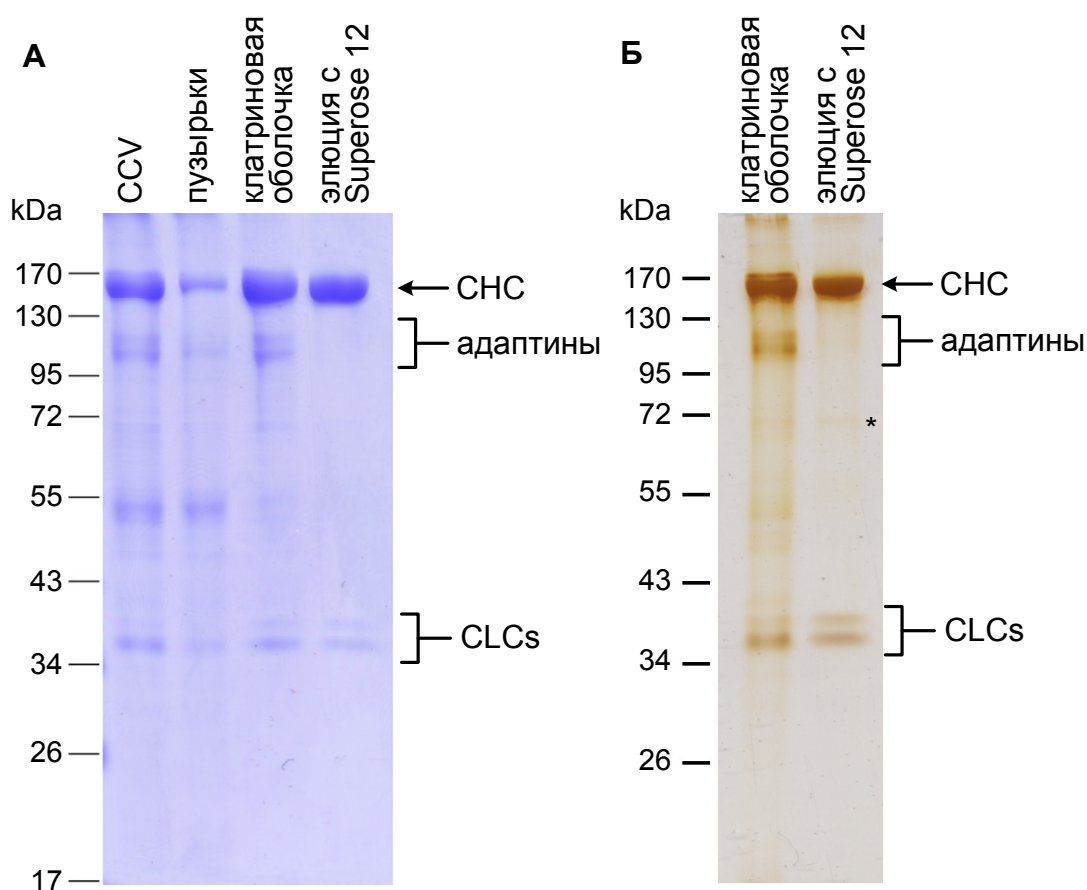 А
CCV
пузырьки
клатриновая
оболочка
элюция с
Superose 12
kDa
170
130
95
72
55
43
34
26
17
CHC
адаптины
CLCs
Б
клатриновая
оболочка
элюция с
Superose 12
kDa
170
130
95
72
55
43
34
26
CHC
адаптины
*
CLCs